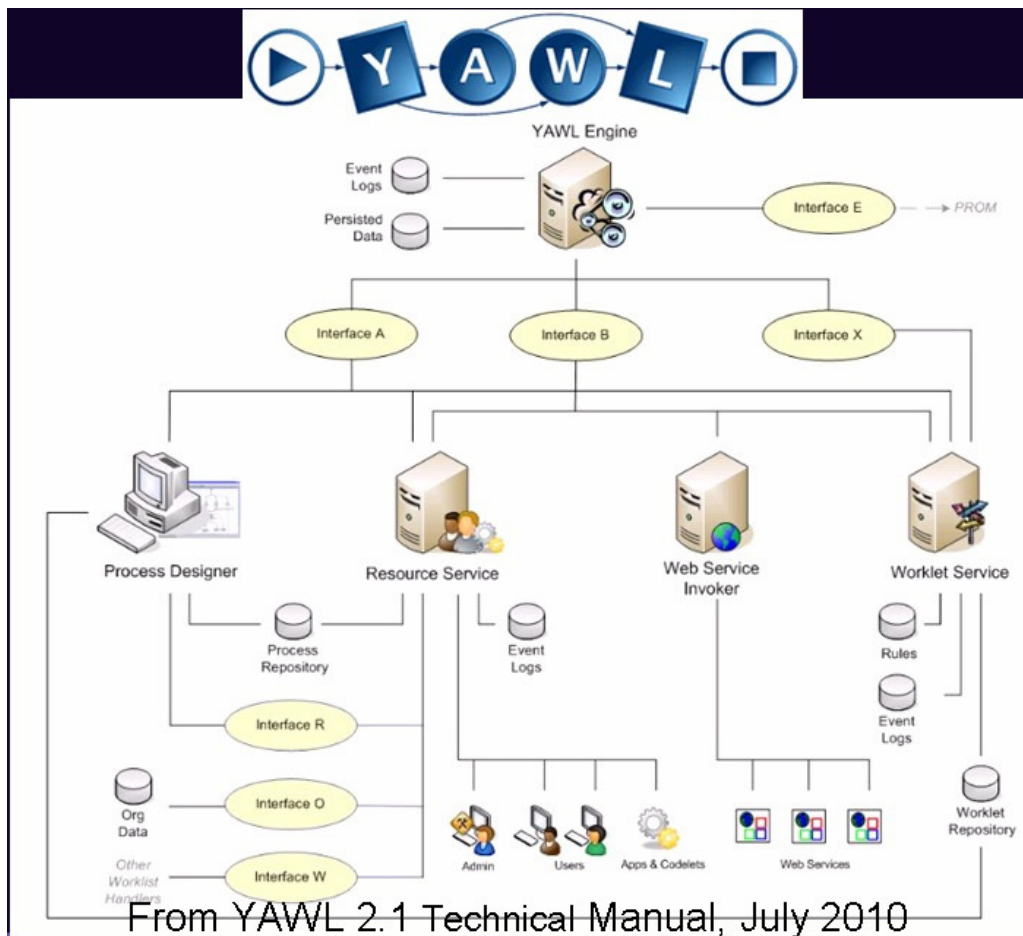 YAWL
YAWL Engine
Event
Logs
Persisted
Data
Interface E
PROM
Interface A
Interface B
Interface X
Process Designer
Resource Service
Web Service
Invoker
Worklet Service
Process
Repository
Event
Logs
Rules
Event
Logs
Interface R
Org
Data
Interface O
Other
Worklist
Handlers
Interface W
Admin
Users
Apps & Codelets
Web Services
Worklet
Repository
From YAWL 2.1 Technical Manual, July 2010